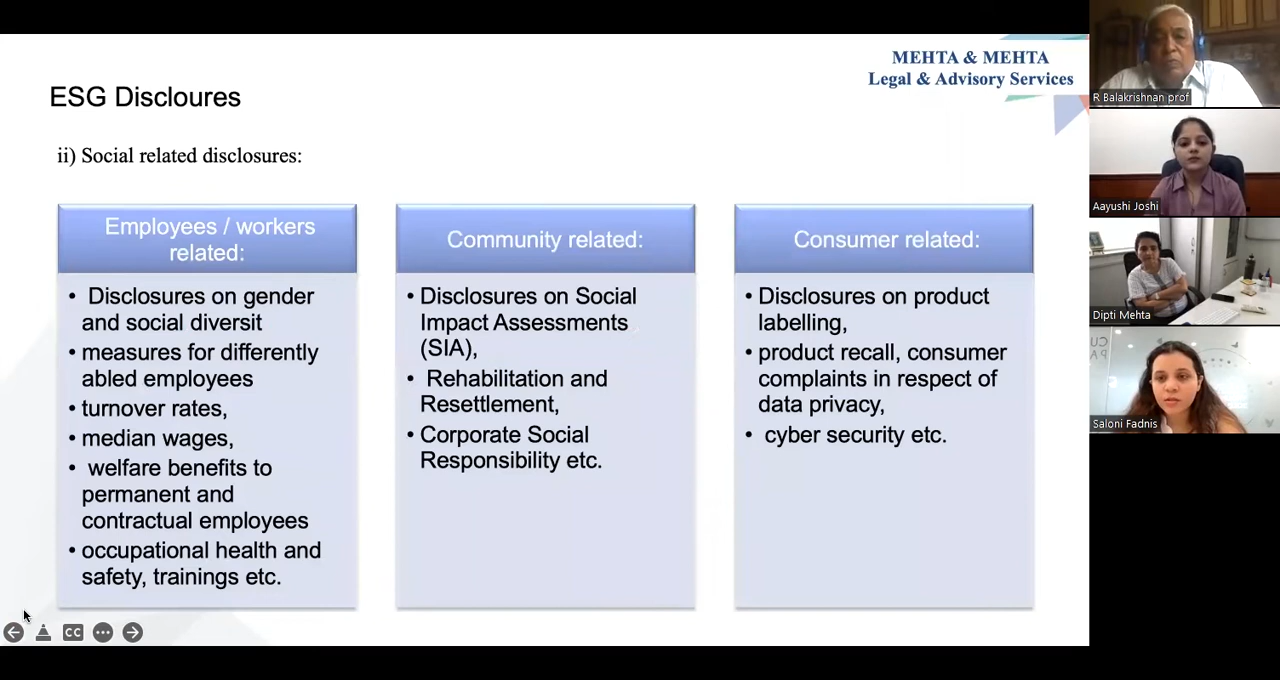 MEHTA & MEHTA
Legal & Advisory Services
ESG Discloures
ii) Social related disclosures:
Employees / workers
related:
• Disclosures on gender
and social diversit
• measures for differently
abled employees
• turnover rates,
• median wages,
• welfare benefits to
permanent and
contractual employees
• occupational health and
safety, trainings etc.
Community related:
• Disclosures on Social
Impact Assessments
(SIA),
• Rehabilitation and
Resettlement,
• Corporate Social
Responsibility etc.
Consumer related:
• Disclosures on product
labelling,
• product recall, consumer
complaints in respect of
data privacy,
• cyber security etc.
CC
R Balakrishnan prof
Aayushi Joshi
Dipti Mehta
Saloni Fadnis